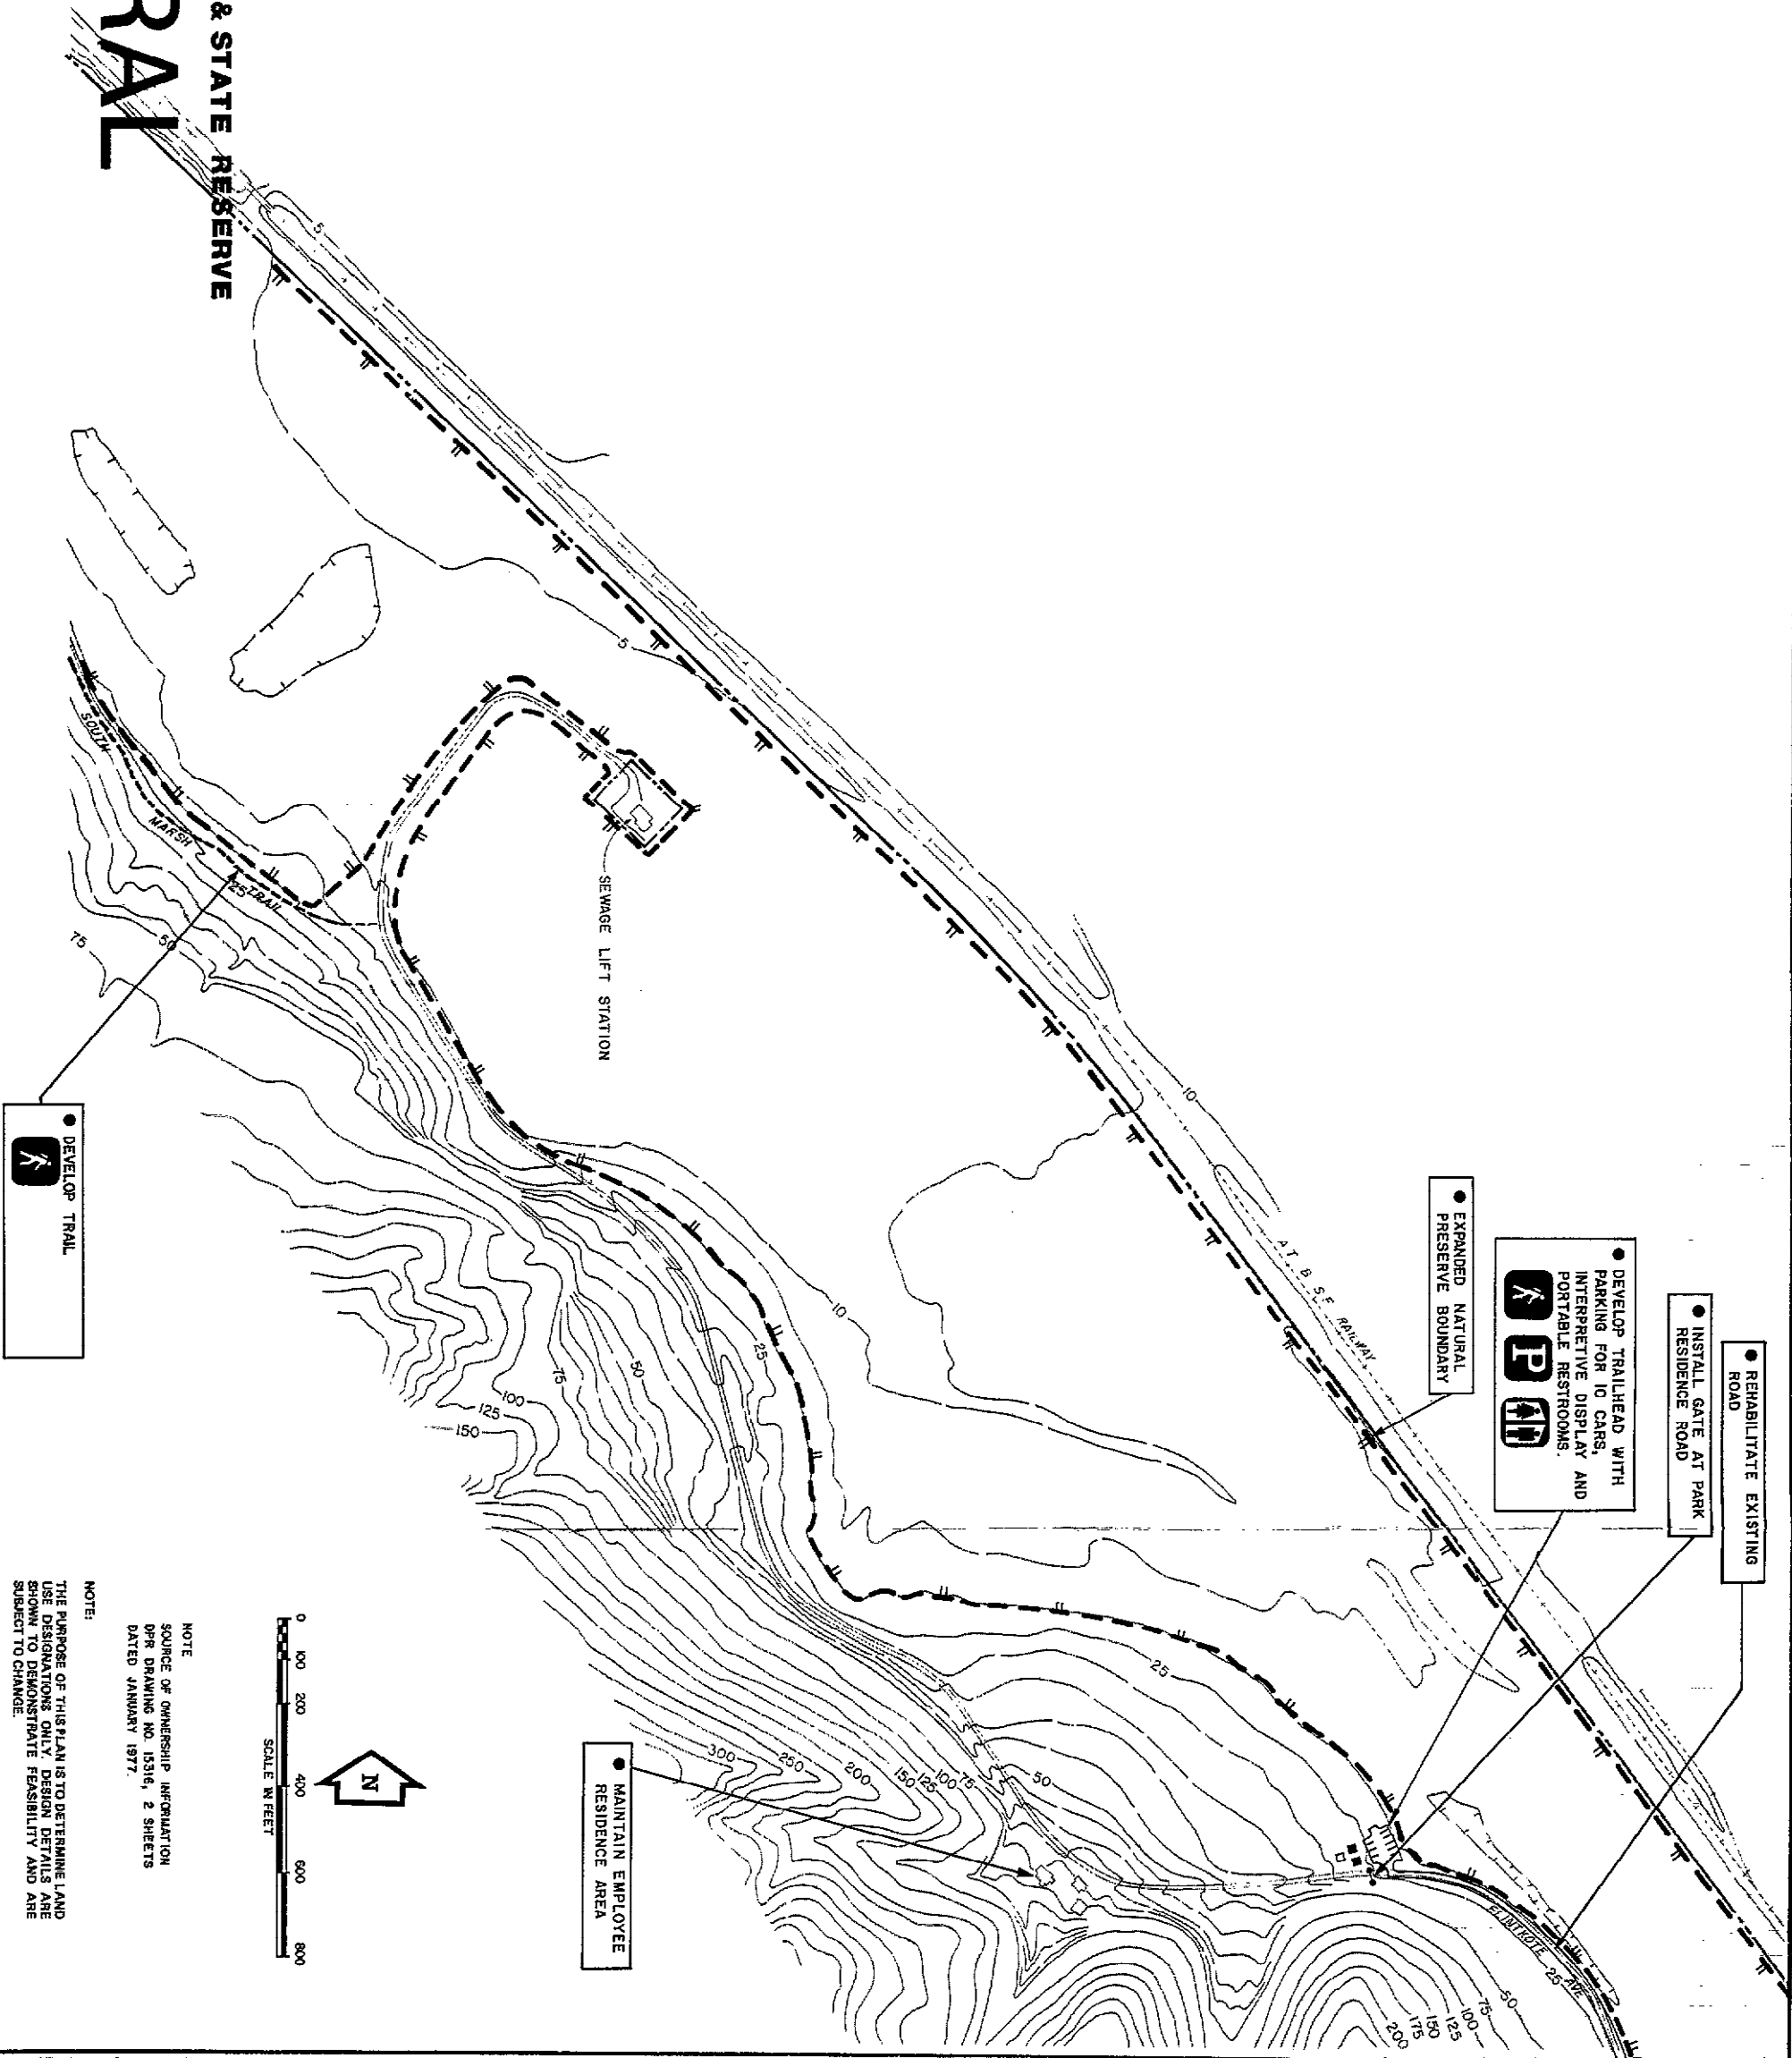 & STATE RESERVE
RAL
● REHABILITATE EXISTING
ROAD
● INSTALL GATE AT PARK
RESIDENCE ROAD
● DEVELOP TRAILHEAD WITH
PARKING FOR 10 CARS,
INTERPRETIVE DISPLAY AND
PORTABLE RESTROOMS.
P
● EXPANDED NATURAL
PRESERVE BOUNDARY
A.T. & S.F. RAILWAY
FLINTKOTE AVE
SEWAGE LIFT STATION
SOUTH MARSH TRAIL
● DEVELOP TRAIL
● MAINTAIN EMPLOYEE
RESIDENCE AREA
5
5
10
10
25
50
75
100
125
150
25
50
75
100
125
150
200
250
300
25
50
75
25
50
75
100
125
150
175
200
N
0 100 200 400 600 800
SCALE IN FEET
NOTE
SOURCE OF OWNERSHIP INFORMATION
DPR DRAWING NO. 15316, 2 SHEETS
DATED JANUARY 1977.
NOTE:
THE PURPOSE OF THIS PLAN IS TO DETERMINE LAND
USE DESIGNATIONS ONLY. DESIGN DETAILS ARE
SHOWN TO DEMONSTRATE FEASIBILITY AND ARE
SUBJECT TO CHANGE.